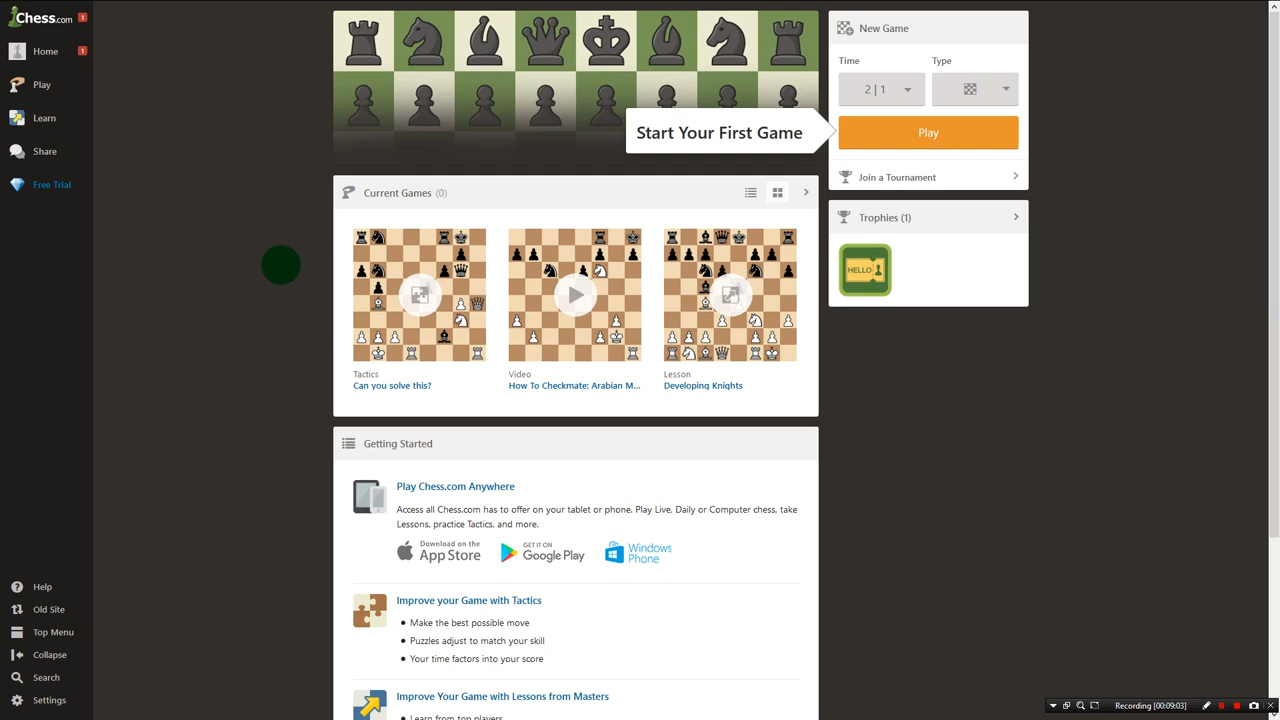 Chess.com 1
Home 1
Play
Learn
Share
Free Trial
Help
Old Site
Top Menu
Collapse
Search
Settings
Start Your First Game
Current Games (0)
Tactics
Can you solve this?
Video
How To Checkmate: Arabian M...
Lesson
Developing Knights
Getting Started
Play Chess.com Anywhere
Access all Chess.com has to offer on your tablet or phone. Play Live, Daily or Computer chess, take
Lessons, practice Tactics, and more.
Download on the
App Store
GET IT ON
Google Play
Windows
Phone
Improve your Game with Tactics
Make the best possible move
Puzzles adjust to match your skill
Your time factors into your score
Improve Your Game with Lessons from Masters
Learn from top players
New Game
Time
Type
2 | 1
Play
Join a Tournament
Trophies (1)
HELLO
Recording [00:09:03]